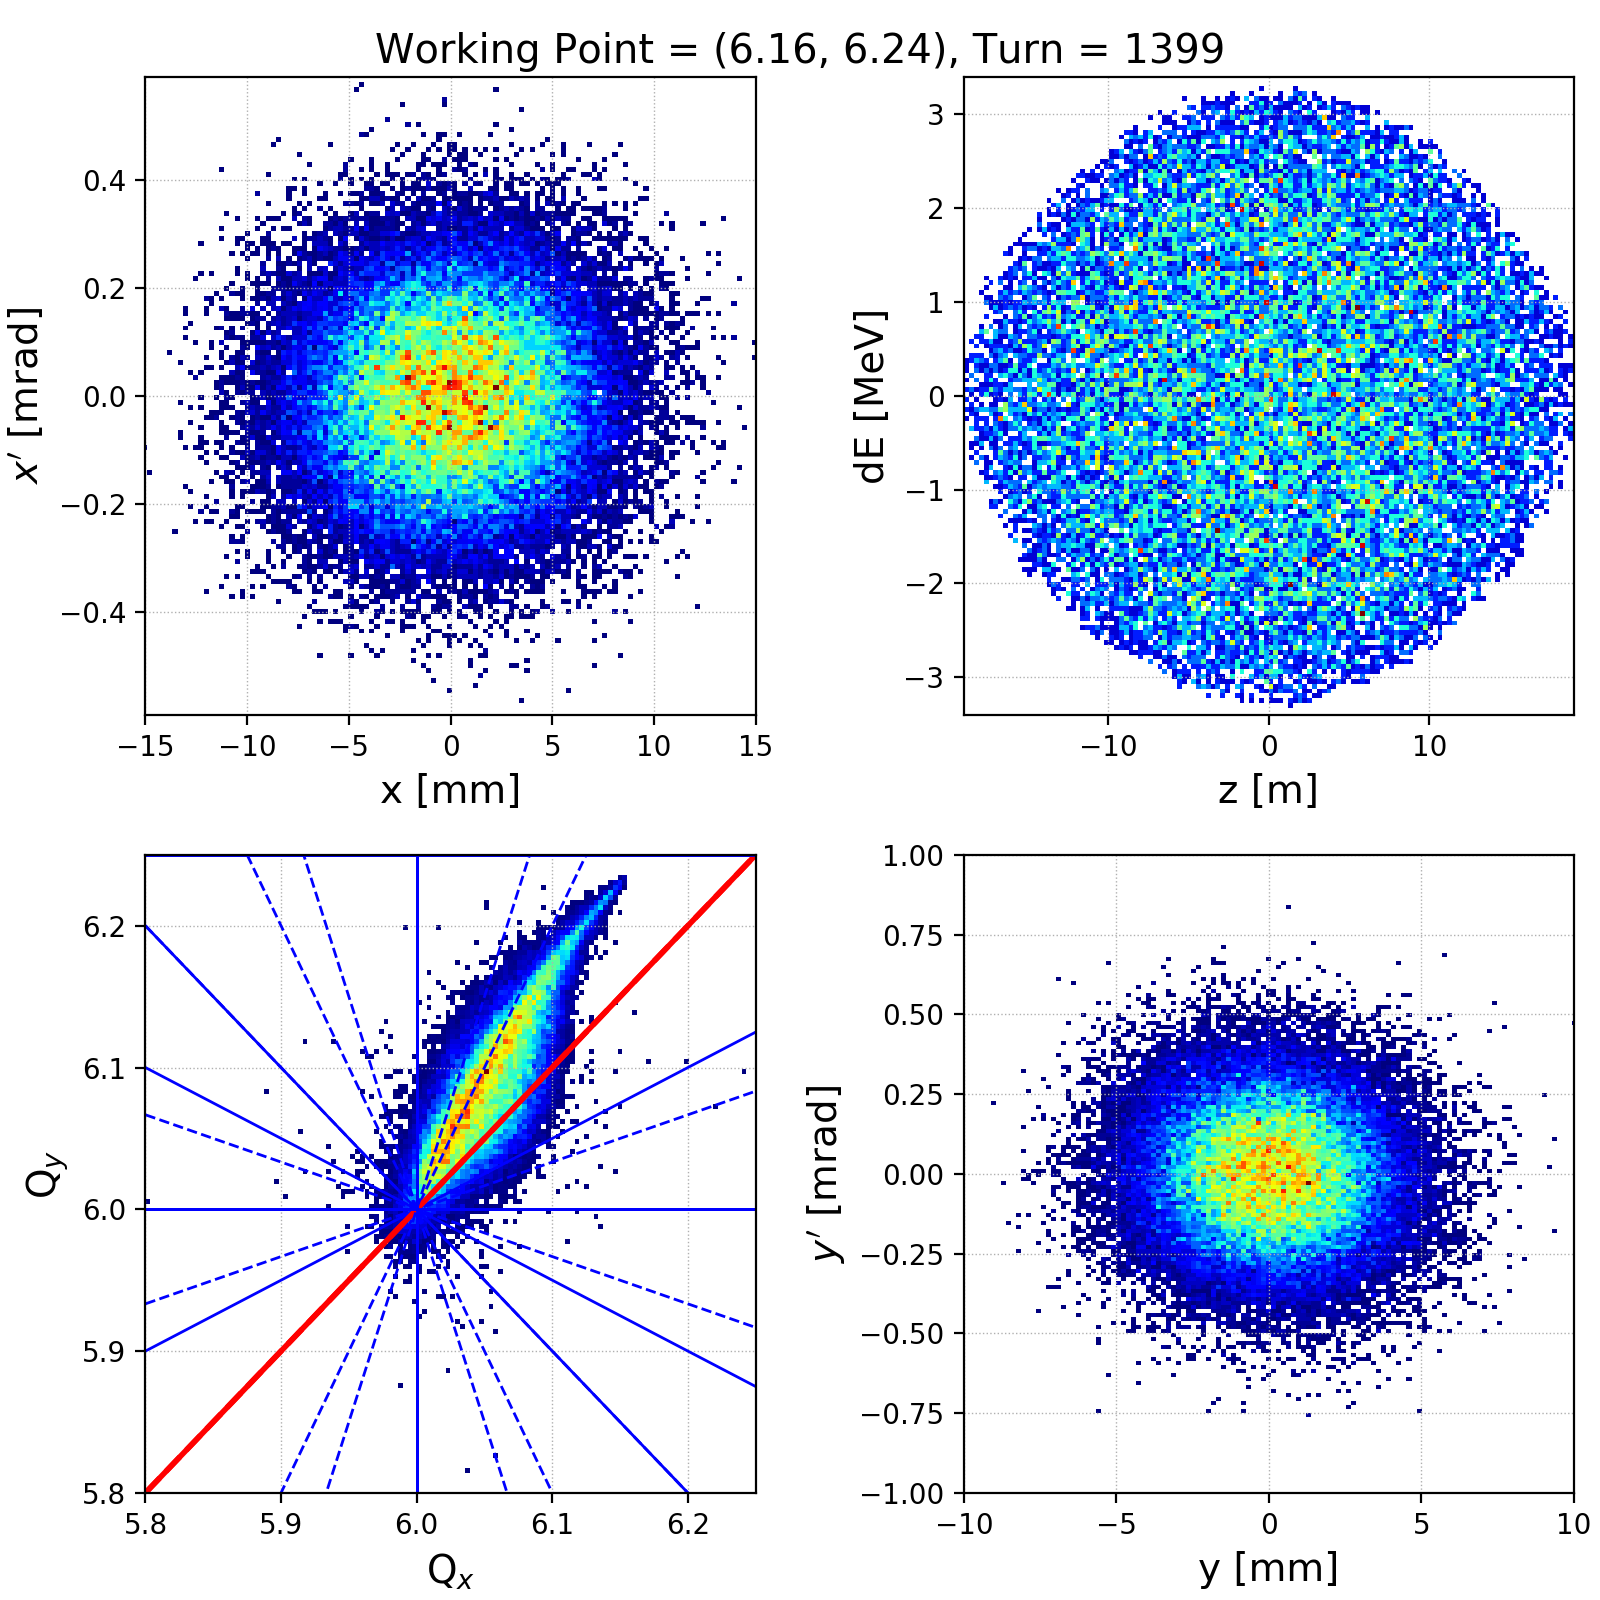 Working Point = (6.16, 6.24), Turn = 1399
0.4
0.2
0.0
−0.2
−0.4
x′ [mrad]
−15 −10 −5 0 5 10 15
x [mm]
3
2
1
0
−1
−2
−3
dE [MeV]
−10 0 10
z [m]
6.2
6.1
6.0
5.9
5.8
Qy
5.8 5.9 6.0 6.1 6.2
Qx
1.00
0.75
0.50
0.25
0.00
−0.25
−0.50
−0.75
−1.00
y′ [mrad]
−10 −5 0 5 10
y [mm]